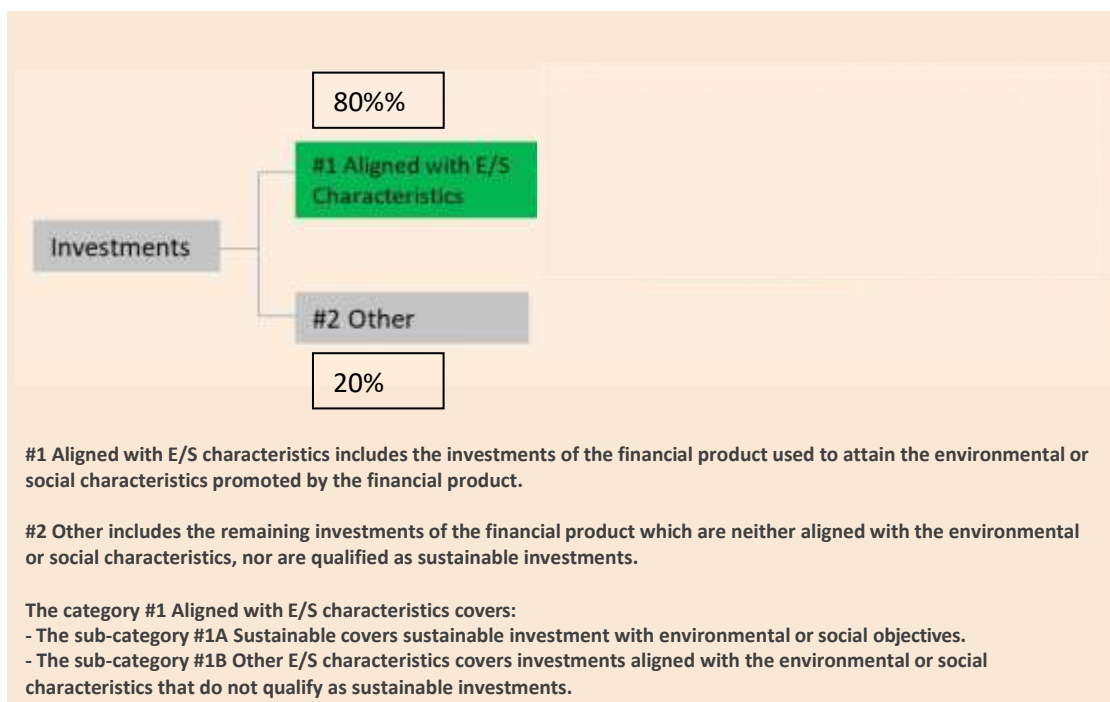 80%%
#1 Aligned with E/S
Characteristics
Investments
#2 Other
20%
#1 Aligned with E/S characteristics includes the investments of the financial product used to attain the environmental or
social characteristics promoted by the financial product.
#2 Other includes the remaining investments of the financial product which are neither aligned with the environmental
or social characteristics, nor are qualified as sustainable investments.
The category #1 Aligned with E/S characteristics covers:
- The sub-category #1A Sustainable covers sustainable investment with environmental or social objectives.
- The sub-category #1B Other E/S characteristics covers investments aligned with the environmental or social
characteristics that do not qualify as sustainable investments.